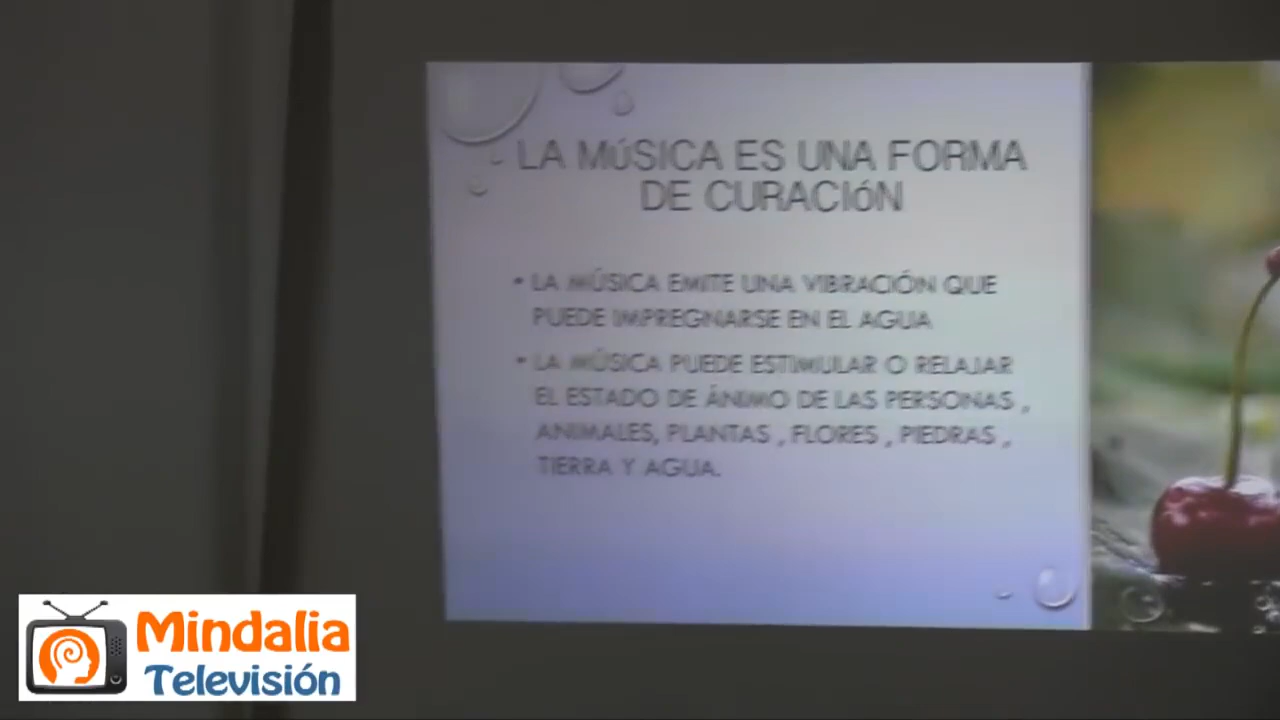 LA MÚSICA ES UNA FORMA
DE CURACIÓN
• LA MÚSICA EMITE UNA VIBRACIÓN QUE
PUEDE IMPREGNARSE EN EL AGUA
• LA MÚSICA PUEDE ESTIMULAR O RELAJAR
EL ESTADO DE ÁNIMO DE LAS PERSONAS ,
ANIMALES, PLANTAS , FLORES , PIEDRAS ,
TIERRA Y AGUA.
Mindalia
Televisión